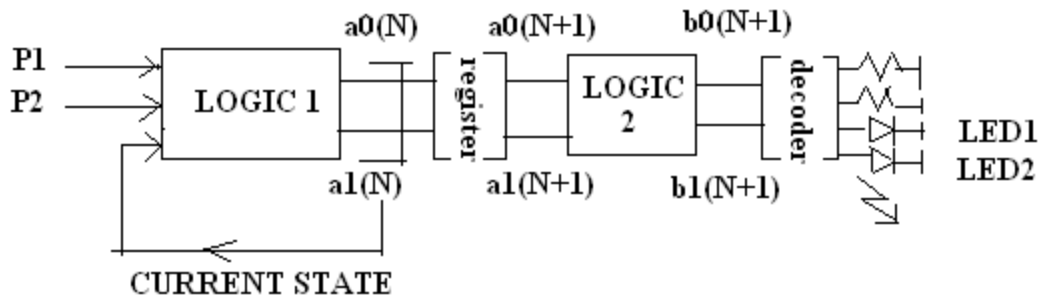 a0(N) a0(N+1) b0(N+1)
P1
P2
LOGIC 1
register
LOGIC
2
decoder
LED1
LED2
a1(N) a1(N+1) b1(N+1)
CURRENT STATE